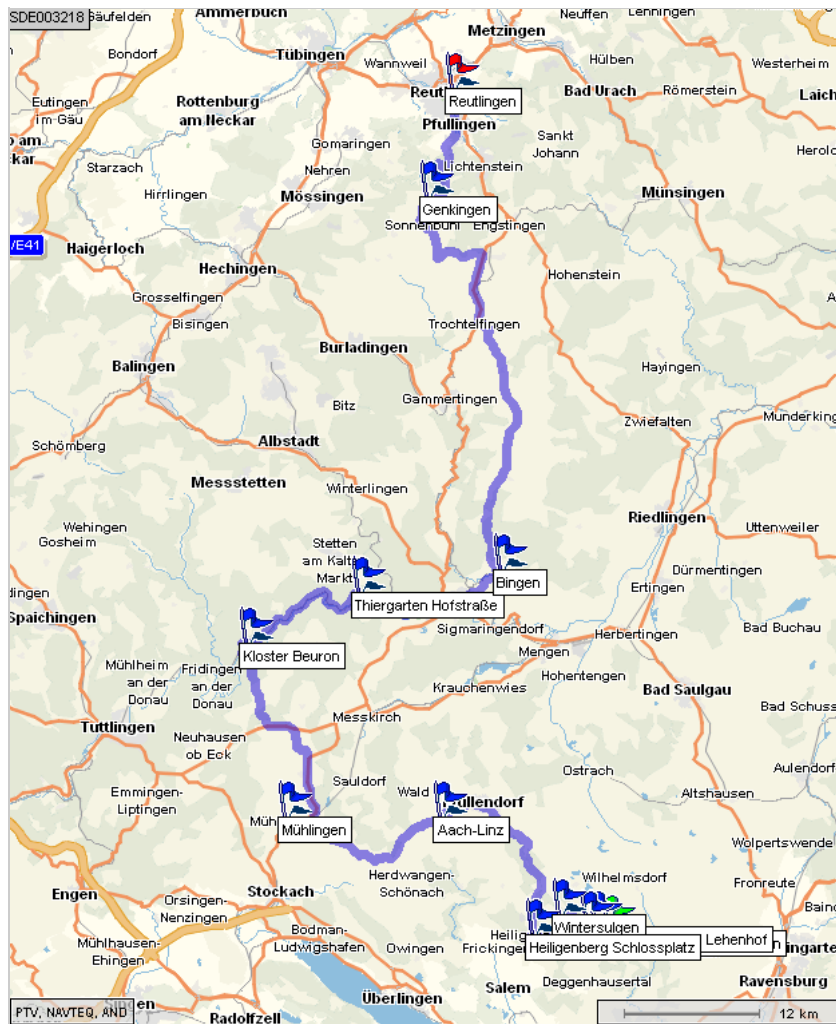 SDE003218
Ammerbuch
Metzingen
Neuffen
Lenningen
Bondorf
Tübingen
Wannweil
Hülben
Westerheim
Eutingen
im-Gäu
Rottenburg
am Neckar
Reutlingen
Bad Urach
Römerstein
Pfullingen
Gomaringen
Sankt
Johann
Starzach
Nehren
Lichtenstein
Hirrlingen
Mössingen
Münsingen
Genkingen
Engstingen
/E41
Haigerloch
Hechingen
Hohenstein
Grosselfingen
Bisingen
Trochtelfingen
Burladingen
Balingen
Hayingen
Bitz
Gammertingen
Zwiefalten
Munderking
Schömberg
Albstadt
Messstetten
Winterlingen
Riedlingen
Wehingen
Gosheim
Uttenweiler
Stetten
am Kalt
Markt
Bingen
Dürmentingen
Ertingen
Thiergarten Hofstraße
Spaichingen
Sigmaringendorf
Herbertingen
Bad Buchau
Kloster Beuron
Mengen
Hohentengen
Mühlheim
an der
Donau
Fridingen
an der
Donau
Krauchenwies
Bad Saulgau
Bad Schuss
Tuttlingen
Messkirch
Neuhausen
ob Eck
Ostrach
Aulendorf
Emmingen-
Liptingen
Sauldorf
Wald
Altshausen
Mühlingen
Aach-Linz
Wolpertswende
Herdwangen-
Schönach
Wilhelmsdorf
Fronreute
Engen
Stockach
Orsingen-
Nenzingen
Wintersulgen
Baind
Mühlhausen-
Ehingen
Bodman-
Ludwigshafen
Owingen
Frickingen
Heiligenberg Schlossplatz
Lehenhof
Salem
Deggenhausertal
Ravensburg
Überlingen
PTV, NAVTEQ, AND
Radolfzell
12 km